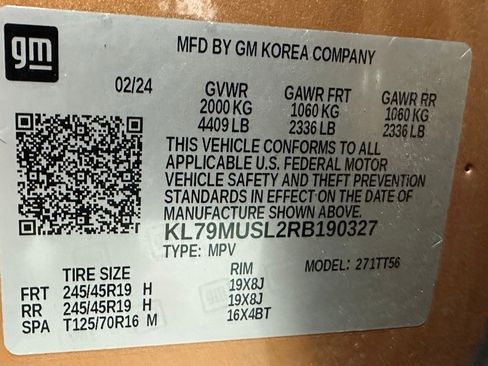 gm
MFD BY GM KOREA COMPANY
02/24 GVWR GAWR FRT GAWR RR
2000 KG 1060 KG 1060 KG
4409 LB 2336 LB 2336 LB
THIS VEHICLE CONFORMS TO ALL
APPLICABLE U.S. FEDERAL MOTOR
VEHICLE SAFETY AND THEFT PREVENTION
STANDARDS IN EFFECT ON THE DATE OF
MANUFACTURE SHOWN ABOVE.
KL79MUSL2RB190327
TYPE: MPV MODEL: 271TT56
TIRE SIZE RIM
FRT 245/45R19 H 19X8J
RR 245/45R19 H 19X8J
SPA T125/70R16 M 16X4BT